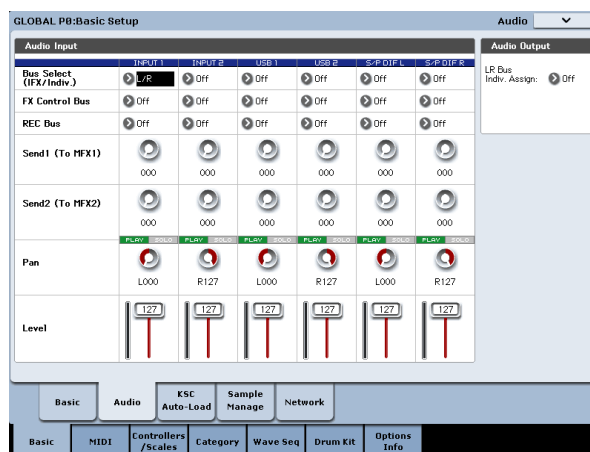 GLOBAL P0:Basic Setup Audio
Audio Input
INPUT 1 INPUT 2 USB 1 USB 2 S/P DIF L S/P DIF R
Bus Select
(IFX/Indiv.) L/R Off Off Off Off Off
FX Control Bus Off Off Off Off Off Off
REC Bus Off Off Off Off Off Off
Send1 (To MFX1)
000 000 000 000 000 000
Send2 (To MFX2)
000 000 000 000 000 000
PLAY SOLO PLAY SOLO PLAY SOLO PLAY SOLO PLAY SOLO PLAY SOLO
Pan
L000 R127 L000 R127 L000 R127
127 127 127 127 127 127
Level
Audio Output
LR Bus
Indiv. Assign: Off
Basic Audio KSC
Auto-Load Sample
Manage Network
Basic MIDI Controllers
/Scales Category Wave Seq Drum Kit Options
Info